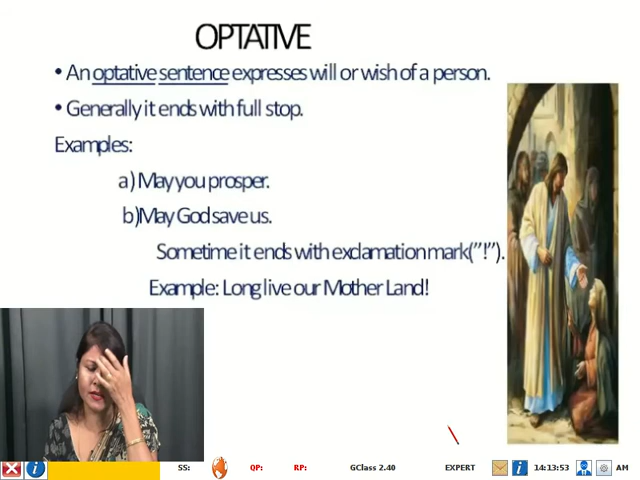 OPTATIVE
• An optative sentence expresses will or wish of a person.
• Generally it ends with full stop.
Examples:
a) May you prosper.
b)May God save us.
Sometime it ends with exclamation mark("!").
Example: Long live our Mother Land!
SS: QP: RP: GClass 2.40 EXPERT 14:13:53 AM